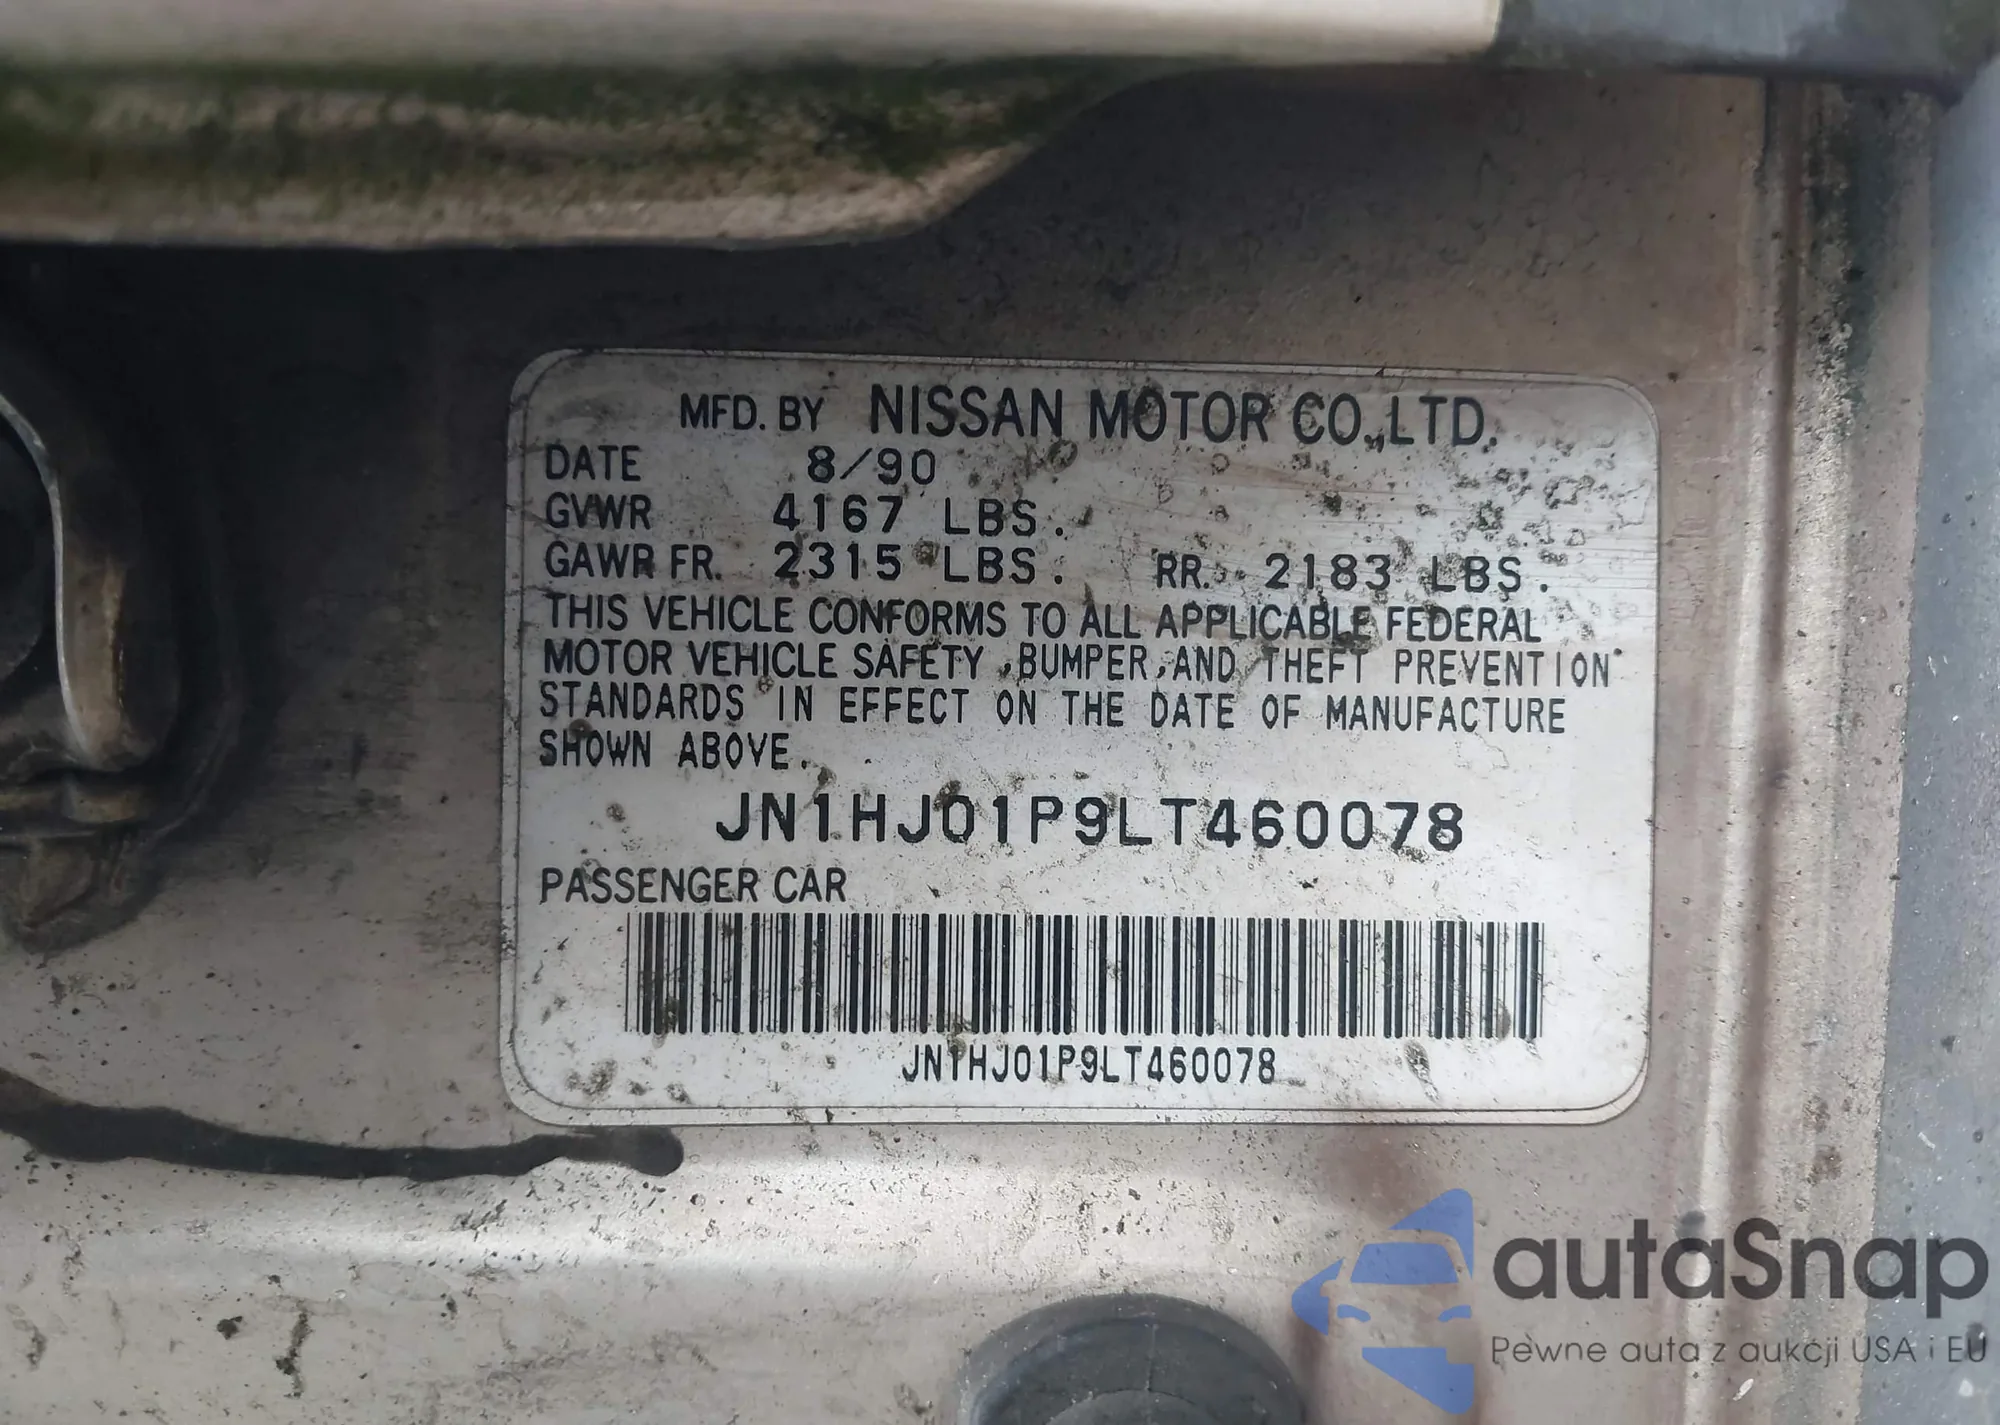 MFD. BY NISSAN MOTOR CO.,LTD.
DATE 8/90
GVWR 4167 LBS.
GAWR FR. 2315 LBS. RR. 2183 LBS.
THIS VEHICLE CONFORMS TO ALL APPLICABLE FEDERAL
MOTOR VEHICLE SAFETY ,BUMPER,AND THEFT PREVENTION
STANDARDS IN EFFECT ON THE DATE OF MANUFACTURE
SHOWN ABOVE.
JN1HJ01P9LT460078
PASSENGER CAR
JN1HJ01P9LT460078
autaSnap
Pewne auta z aukcji USA i EU